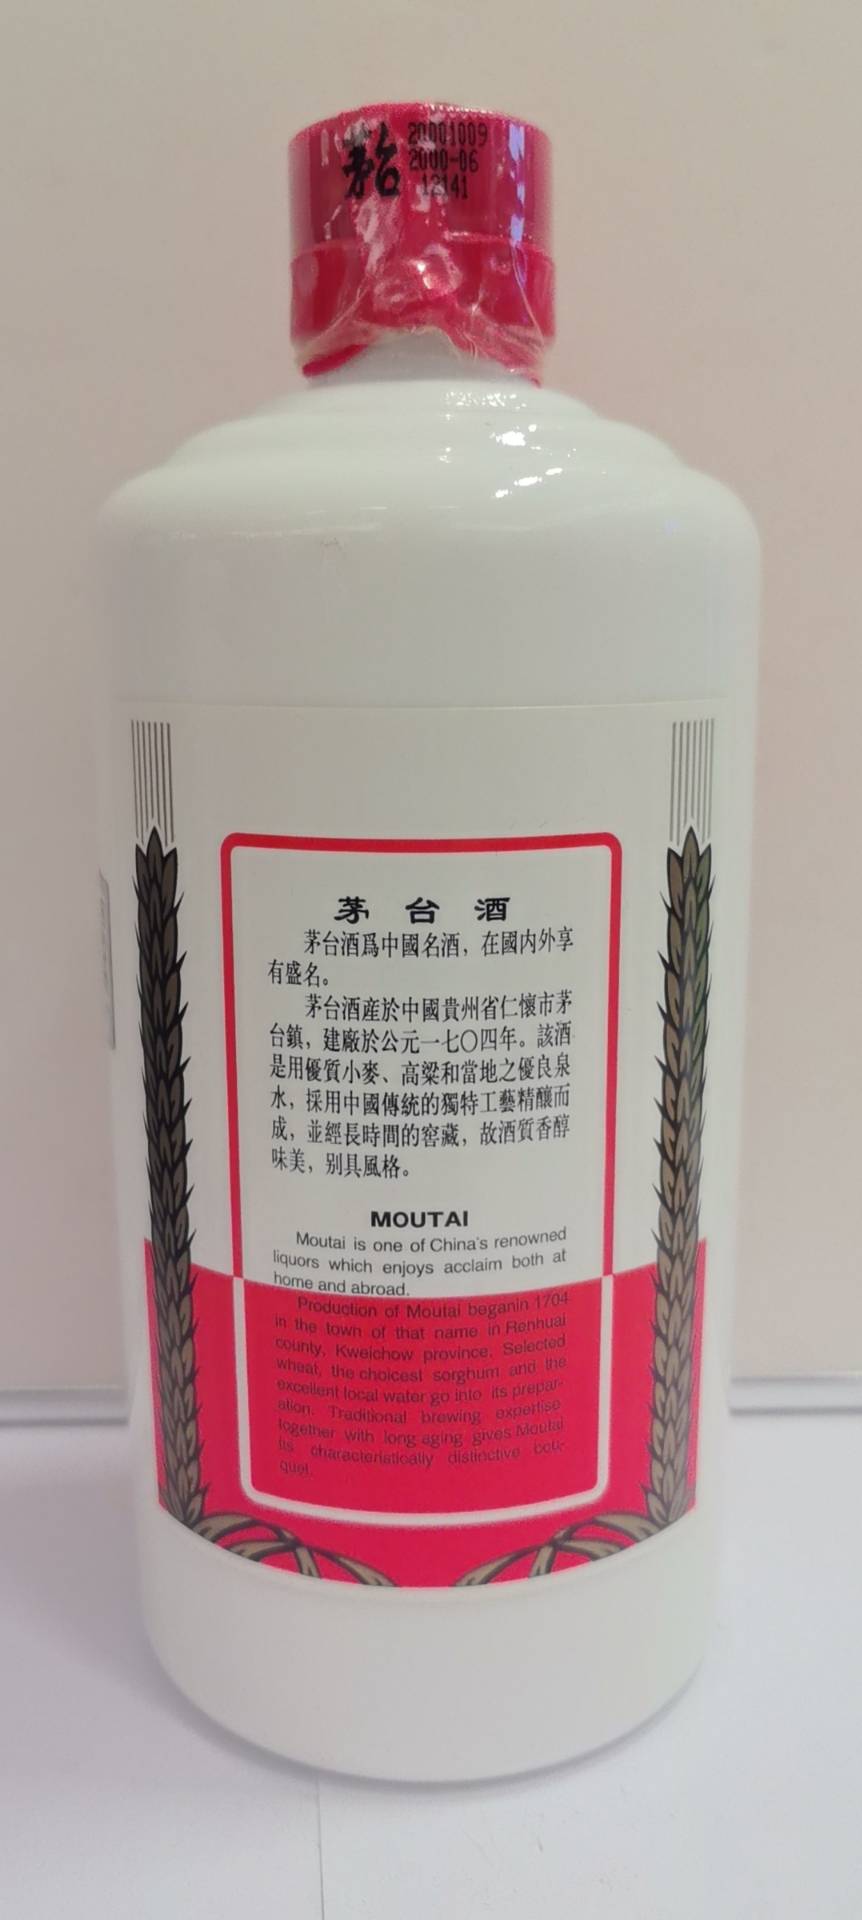 茅台
20001009
2000-06
12141
茅台酒
茅台酒爲中國名酒，在國内外享
有盛名。
茅台酒産於中國貴州省仁懷市茅
台鎮，建廠於公元一七〇四年。該酒
是用優質小麥、高粱和當地之優良泉
水，採用中國傳統的獨特工藝精釀而
成，並經長時間的窖藏，故酒質香醇
味美，别具風格。
MOUTAI
Moutai is one of China's renowned
liquors which enjoys acclaim both at
home and abroad.
Production of Moutai beganin 1704
in the town of that name in Renhuai
county, Kweichow province. Selected
wheat, the choicest sorghum and the
excellent local water go into its prepar-
ation. Traditional brewing expertise
together with long aging gives Moutai
its characteristically distinctive bou-
quet.